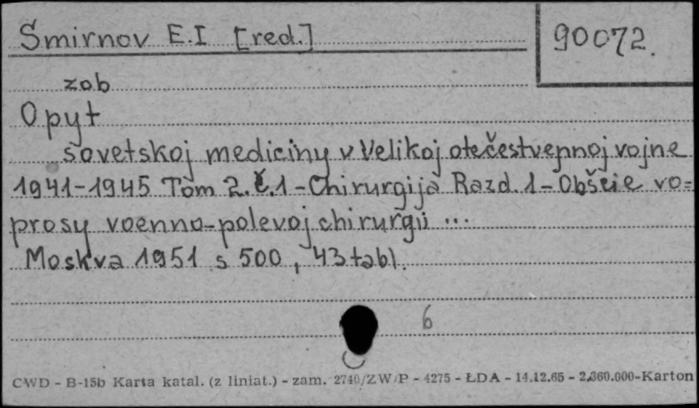 Smirnov E.I [red.]
90072.
zob
Opyt
sovetskoj mediciny v Velikoj otečestvennoj vojne
1941-1945 Tom 2. č.1 - Chirurgija Razd. 1 - Obščie vo=
prosy voenno-polevoj chirurgii ...
Moskva 1951 s 500, 43 tabl.
6
CWD - B-15b Karta katal. (z liniat.) - zam. 2740/ZW/P - 4275 - ŁDA - 14.12.65 - 2.360.000-Karton